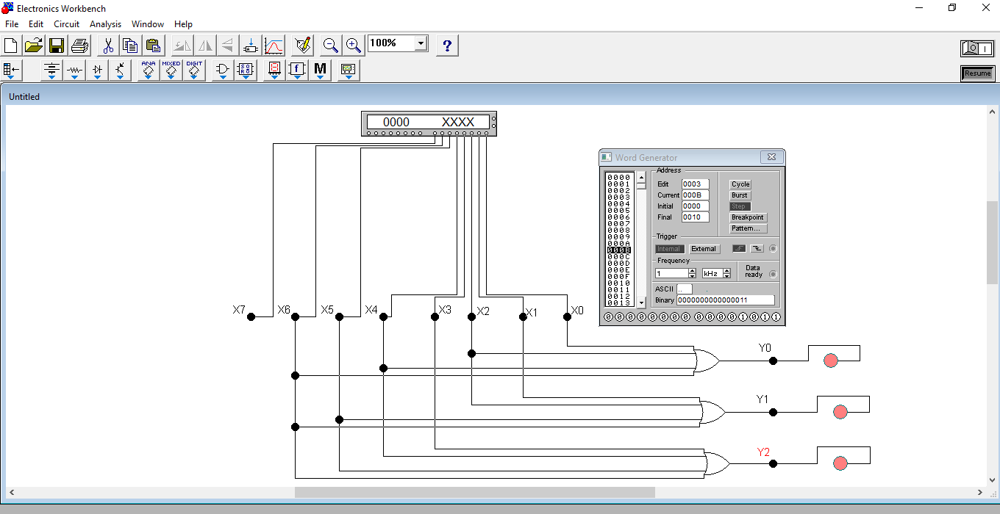 Electronics Workbench
File Edit Circuit Analysis Window Help
100% ?
ANA MIXED DIGIT f M
Resume
Untitled
0000 XXXX
Word Generator
0000
0001
0002
0003
0004
0005
0006
0007
0008
0009
000A
000B
000C
000D
000E
000F
0010
0011
0012
0013
Address
Edit 0003 Cycle
Current 000B Burst
Initial 0000 Step
Final 0010 Breakpoint
Pattern...
Trigger
Internal External
Frequency
1 kHz Data ready
ASCII ..
Binary 0000000000000011
0 0 0 0 0 0 0 0 0 0 0 0 1 0 1 1
X7 X6 X5 X4 X3 X2 X1 X0
Y0
Y1
Y2